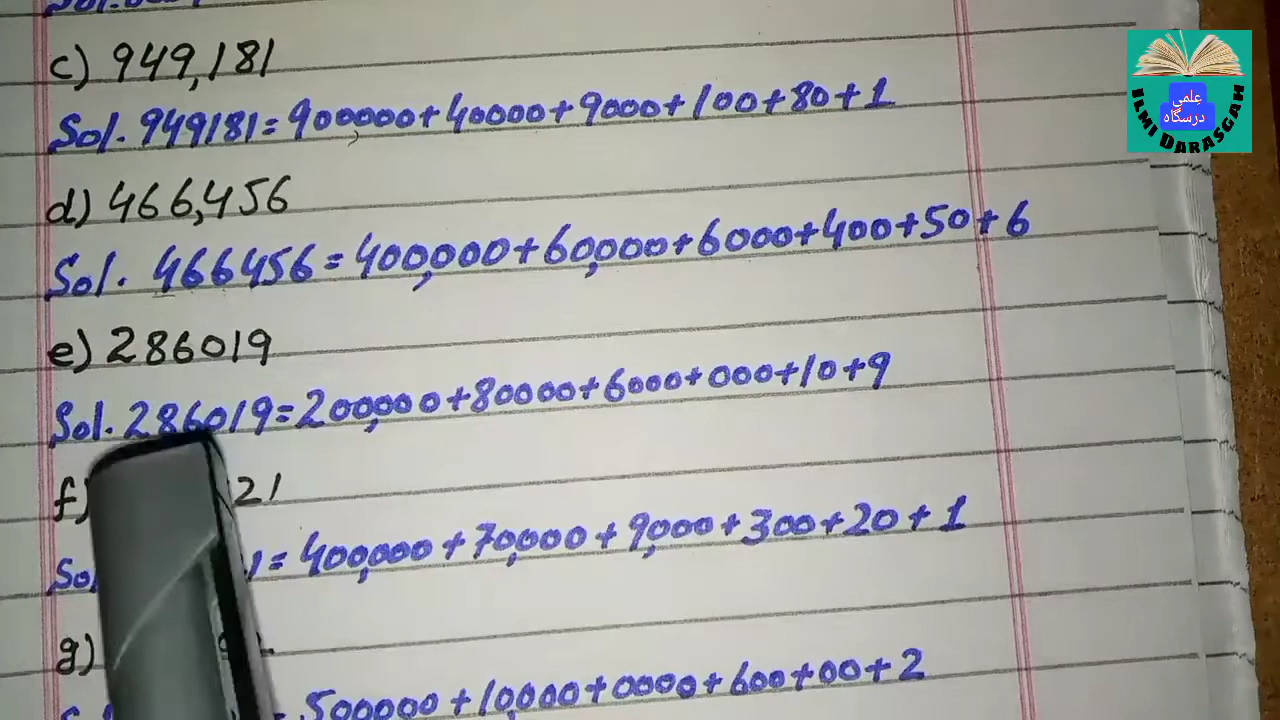 c) 949,181
Sol. 949181=900000+40000+9000+100+80+1
d) 466,456
Sol. 466456=400,000+60,000+6000+400+50+6
e) 286019
Sol. 286019=200,000+80000+6000+000+10+9
f) 21
So 1=400,000+70,000+9,000+300+20+1
g)
=500000+10,000+0000+600+00+2
علمی
درسگاہ
ILMI DARASGAH